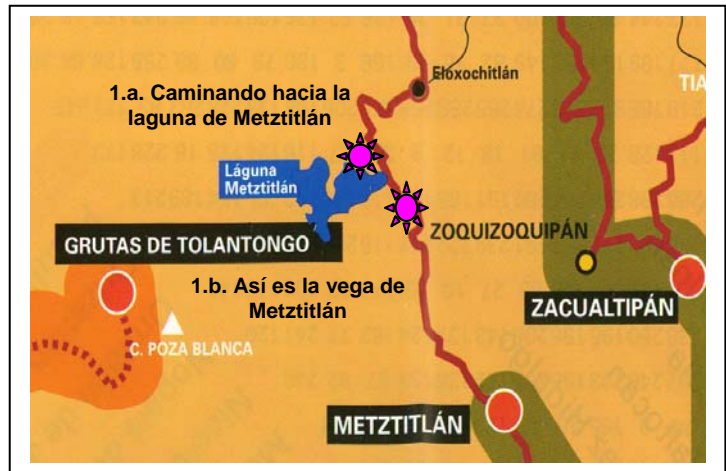 Eloxochitlán
TIA
1.a. Caminando hacia la
laguna de Metztitlán
Láguna
Metztitlán
ZOQUIZOQUIPÁN
GRUTAS DE TOLANTONGO
1.b. Así es la vega de
Metztitlán
ZACUALTIPÁN
C. POZA BLANCA
METZTITLÁN